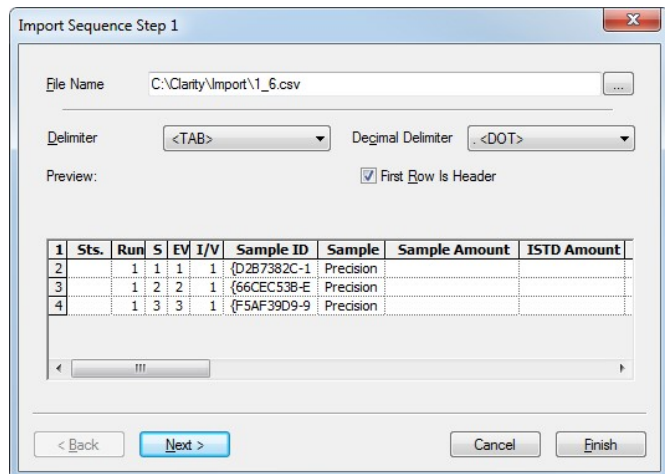 Import Sequence Step 1
File Name C:\Clarity\Import\1_6.csv ...
Delimiter <TAB> Decimal Delimiter . <DOT>
Preview: First Row Is Header
1 Sts. Run S EV I/V Sample ID Sample Sample Amount ISTD Amount
2 1 1 1 1 {D2B7382C-1 Precision
3 1 2 2 1 {66CEC53B-E Precision
4 1 3 3 1 {F5AF39D9-9 Precision
< Back Next > Cancel Finish